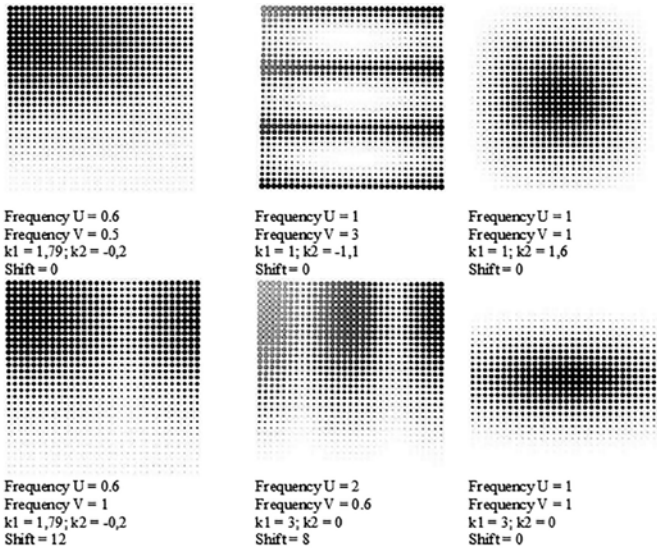 Frequency U = 0.6
Frequency V = 0.5
k1 = 1,79; k2 = -0,2
Shift = 0
Frequency U = 1
Frequency V = 3
k1 = 1; k2 = -1,1
Shift = 0
Frequency U = 1
Frequency V = 1
k1 = 1; k2 = 1,6
Shift = 0
Frequency U = 0.6
Frequency V = 1
k1 = 1,79; k2 = -0,2
Shift = 12
Frequency U = 2
Frequency V = 0.6
k1 = 3; k2 = 0
Shift = 8
Frequency U = 1
Frequency V = 1
k1 = 3; k2 = 0
Shift = 0